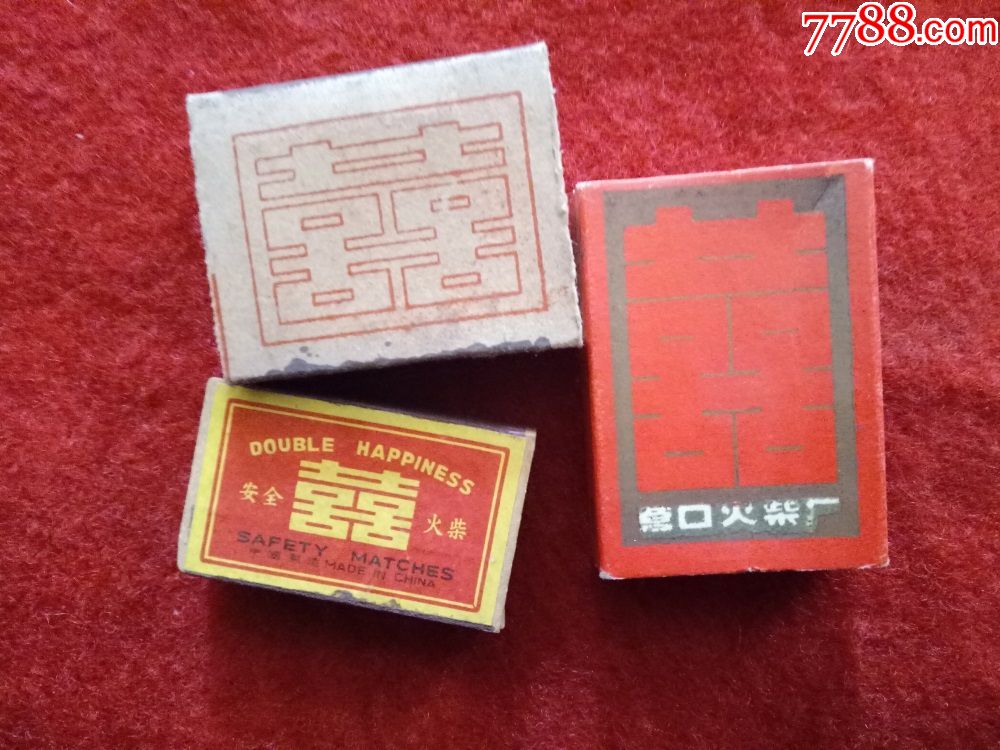 7788.com
囍
囍
营口火柴厂
DOUBLE HAPPINESS
安全 囍 火柴
SAFETY MATCHES
中国制造 MADE IN CHINA